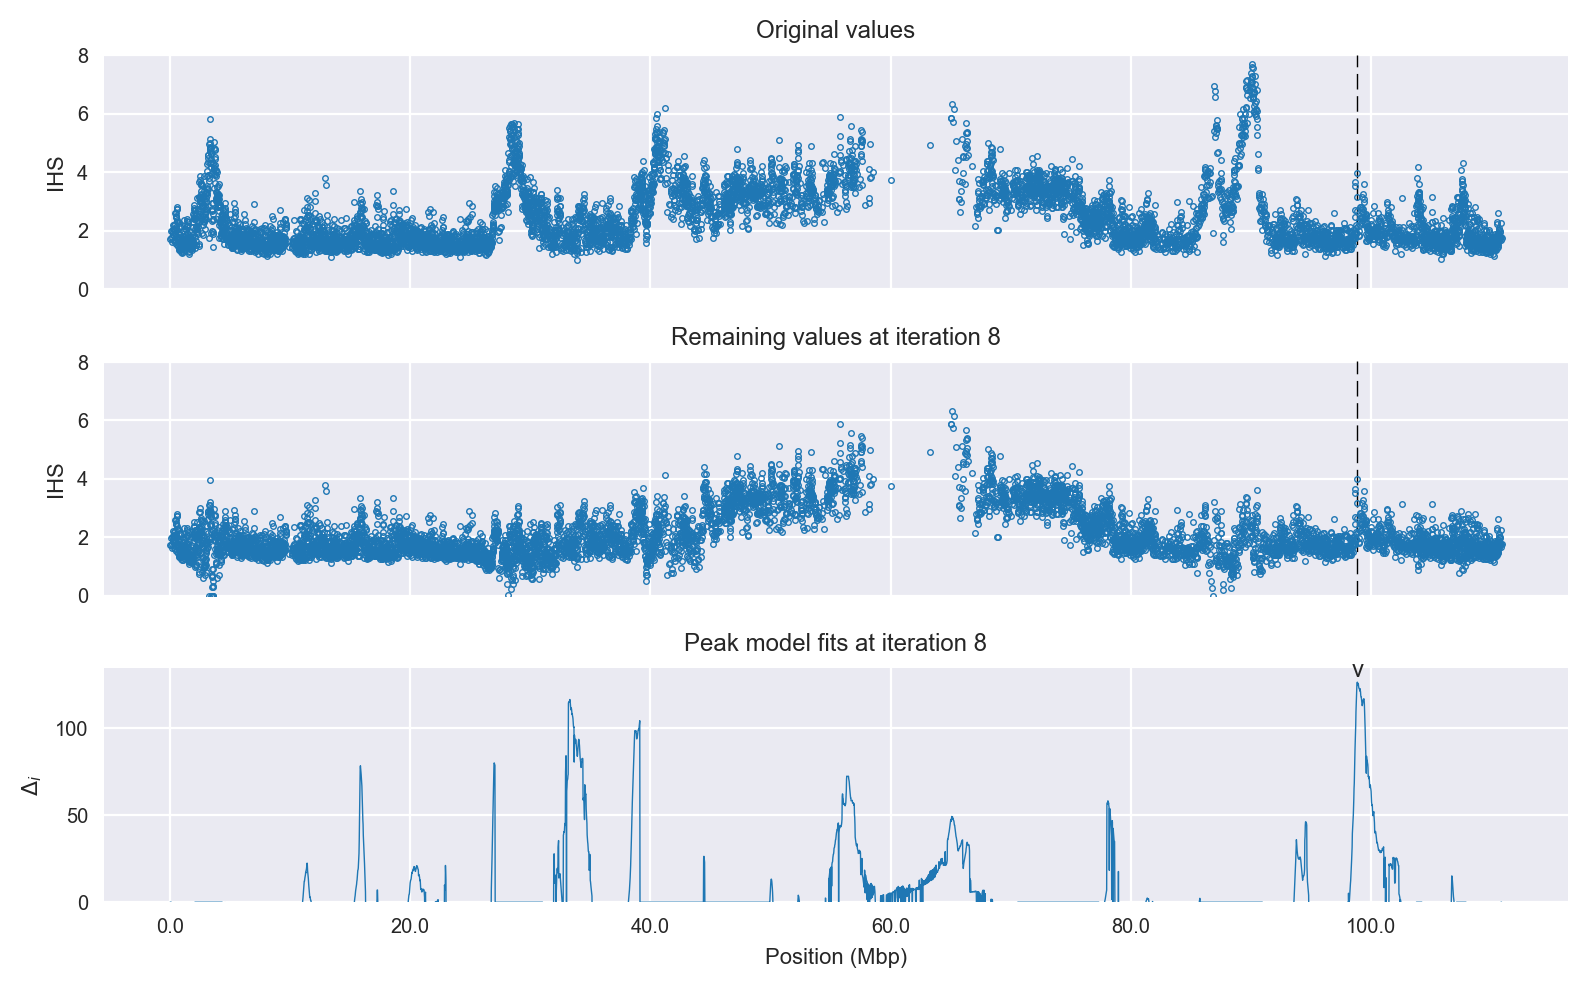 Original values
8
6
4
2
0
IHS
Remaining values at iteration 8
8
6
4
2
0
IHS
Peak model fits at iteration 8
v
100
50
0
Δi
0.0 20.0 40.0 60.0 80.0 100.0
Position (Mbp)